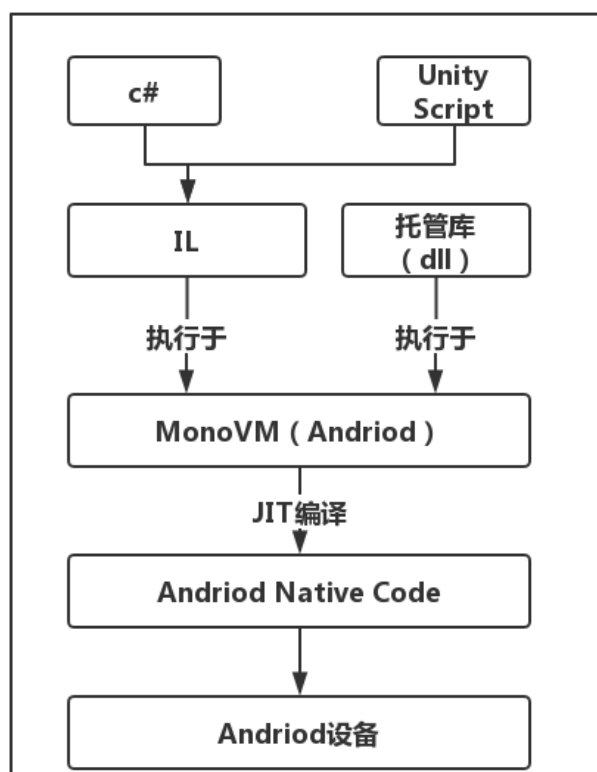 c#
Unity
Script
IL
托管库
（dll）
执行于
执行于
MonoVM（Andriod）
JIT编译
Andriod Native Code
Andriod设备